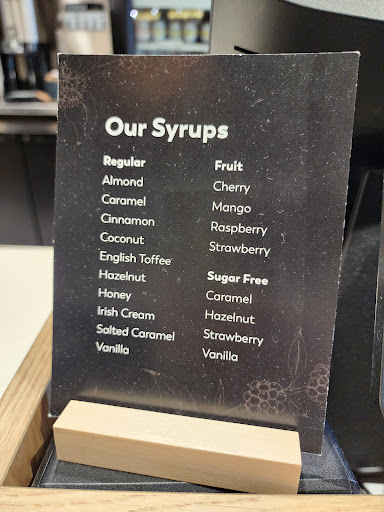 Our Syrups
Regular
Almond
Caramel
Cinnamon
Coconut
English Toffee
Hazelnut
Honey
Irish Cream
Salted Caramel
Vanilla
Fruit
Cherry
Mango
Raspberry
Strawberry
Sugar Free
Caramel
Hazelnut
Strawberry
Vanilla